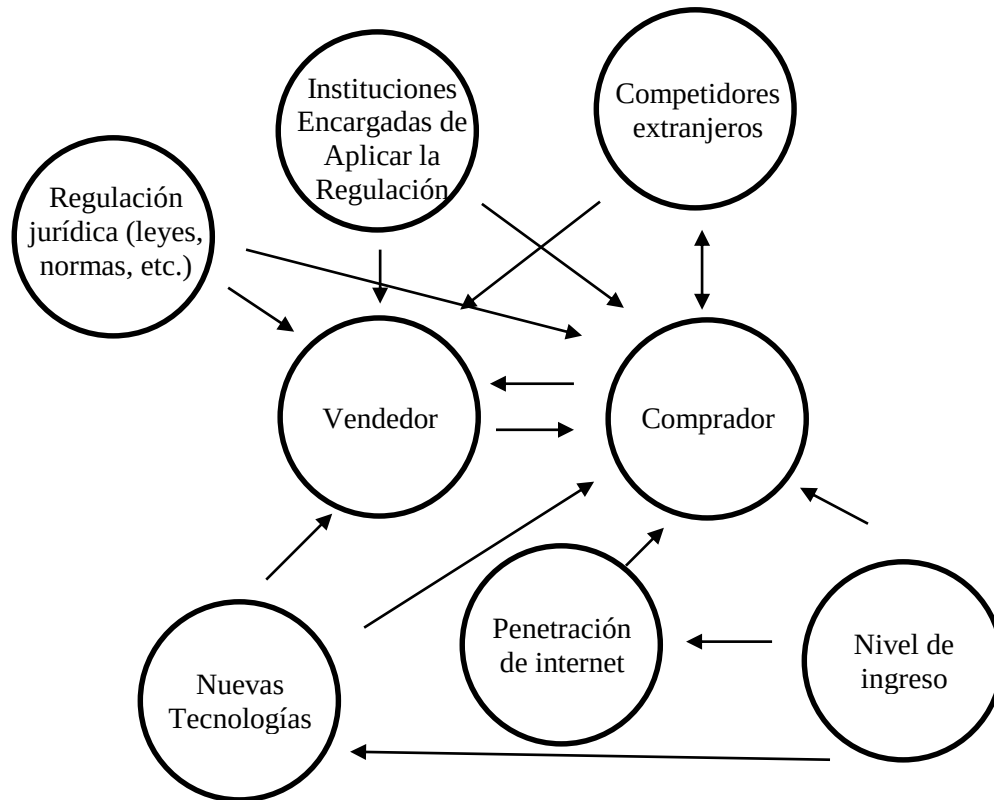 Instituciones
Encargadas de
Aplicar la
Regulación
Competidores
extranjeros
Regulación
jurídica (leyes,
normas, etc.)
Vendedor
Comprador
Penetración
de internet
Nivel de
ingreso
Nuevas
Tecnologías